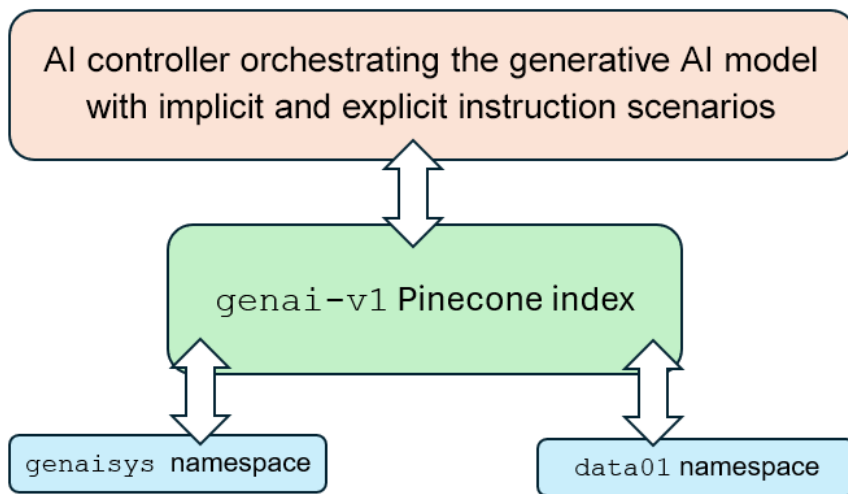 AI controller orchestrating the generative AI model
with implicit and explicit instruction scenarios
genai-v1 Pinecone index
genaisys namespace
data01 namespace